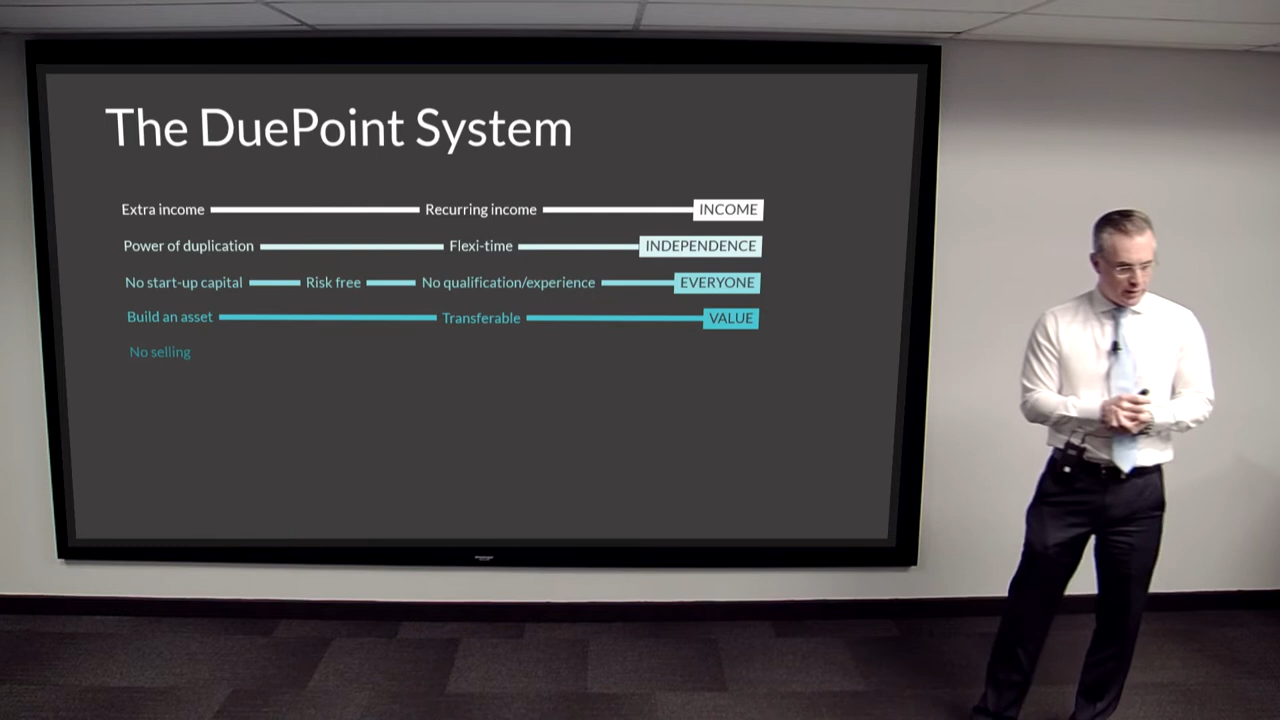 The DuePoint System
Extra income Recurring income INCOME
Power of duplication Flexi-time INDEPENDENCE
No start-up capital Risk free No qualification/experience EVERYONE
Build an asset Transferable VALUE
No selling